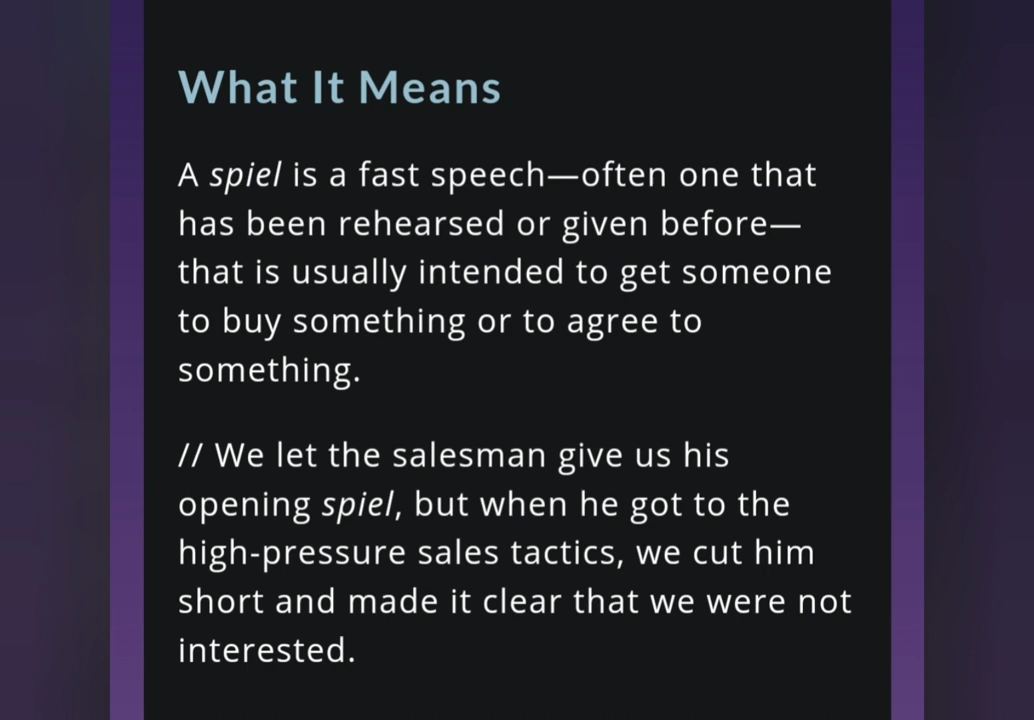 What It Means
A spiel is a fast speech—often one that
has been rehearsed or given before—
that is usually intended to get someone
to buy something or to agree to
something.
// We let the salesman give us his
opening spiel, but when he got to the
high-pressure sales tactics, we cut him
short and made it clear that we were not
interested.